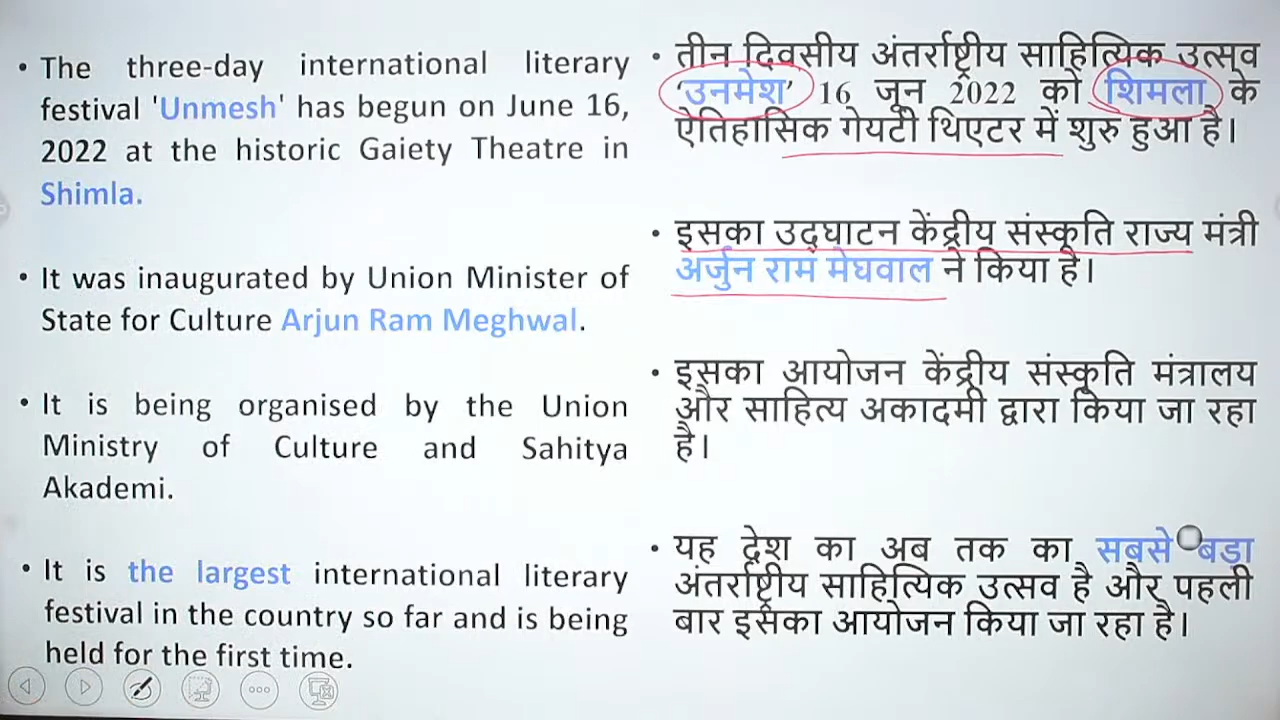 • The three-day international literary
festival 'Unmesh' has begun on June 16,
2022 at the historic Gaiety Theatre in
Shimla.
• It was inaugurated by Union Minister of
State for Culture Arjun Ram Meghwal.
• It is being organised by the Union
Ministry of Culture and Sahitya
Akademi.
• It is the largest international literary
festival in the country so far and is being
held for the first time.
• तीन दिवसीय अंतर्राष्ट्रीय साहित्यिक उत्सव
'उनमेश' 16 जून 2022 को शिमला के
ऐतिहासिक गेयटी थिएटर में शुरु हुआ है।
• इसका उद्घाटन केंद्रीय संस्कृति राज्य मंत्री
अर्जुन राम मेघवाल ने किया है।
• इसका आयोजन केंद्रीय संस्कृति मंत्रालय
और साहित्य अकादमी द्वारा किया जा रहा
है।
• यह देश का अब तक का सबसे बड़ा
अंतर्राष्ट्रीय साहित्यिक उत्सव है और पहली
बार इसका आयोजन किया जा रहा है।